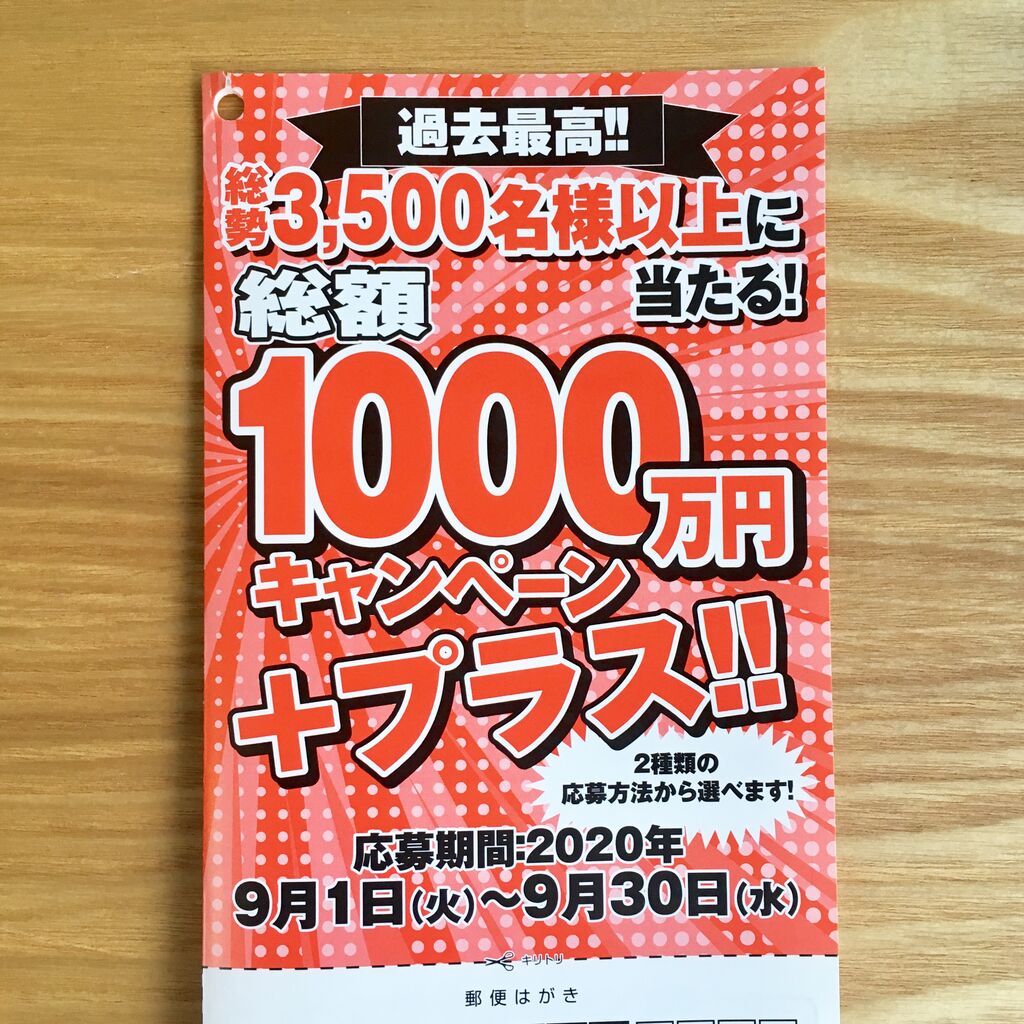 過去最高!!
総勢3,500名様以上に
当たる!
総額
1000万円
キャンペーン
+プラス!!
2種類の
応募方法から選べます!
応募期間:2020年
9月1日(火)～9月30日(水)
キリトリ
郵便はがき